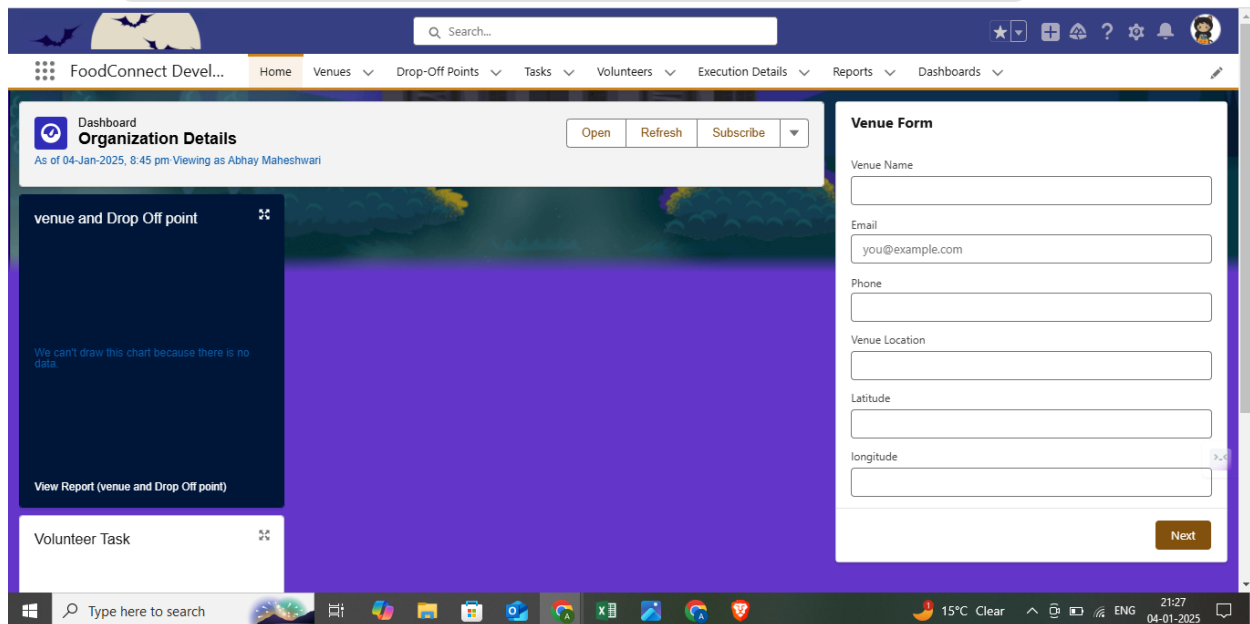 Search...
FoodConnect Devel... Home Venues Drop-Off Points Tasks Volunteers Execution Details Reports Dashboards
Dashboard
Organization Details
As of 04-Jan-2025, 8:45 pm·Viewing as Abhay Maheshwari
Open Refresh Subscribe
venue and Drop Off point
We can't draw this chart because there is no
data.
View Report (venue and Drop Off point)
Volunteer Task
Venue Form
Venue Name
Email
you@example.com
Phone
Venue Location
Latitude
longitude
Next
Type here to search
15°C Clear
ENG
21:27
04-01-2025